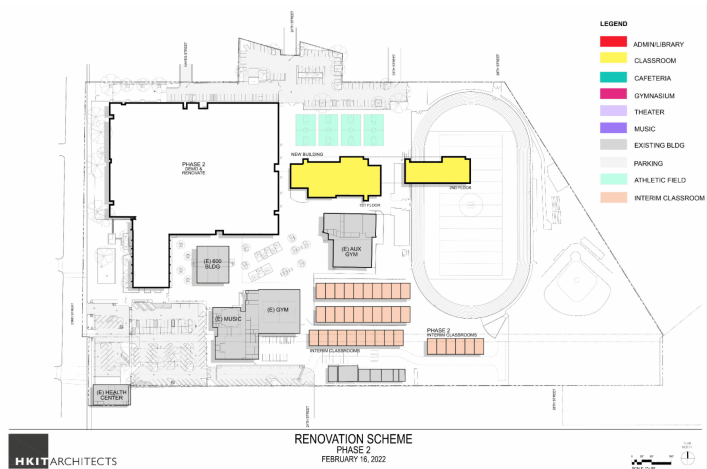 LEGEND
ADMIN/LIBRARY
CLASSROOM
CAFETERIA
GYMNASIUM
THEATER
MUSIC
EXISTING BLDG
PARKING
ATHLETIC FIELD
INTERIM CLASSROOM
PHASE 2
DEMO &
RENOVATE
NEW BUILDING
1ST FLOOR
2ND FLOOR
(E) AUX
GYM
(E) 600
BLDG
(E) GYM
(E) MUSIC
INTERIM CLASSROOMS
PHASE 2
INTERIM CLASSROOMS
(E) HEALTH
CENTER
RENOVATION SCHEME
PHASE 2
FEBRUARY 16, 2022
HKIT ARCHITECTS